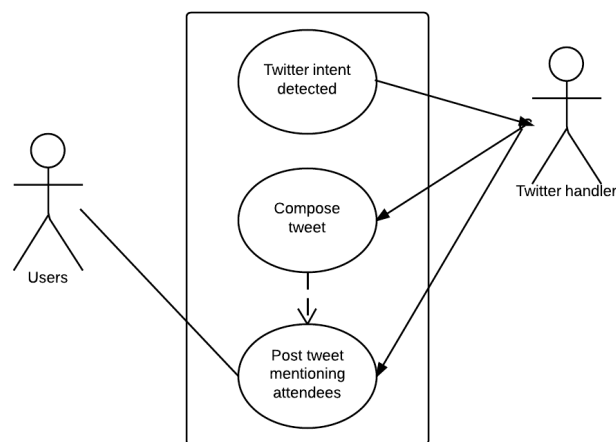 Twitter intent
detected
Twitter handler
Compose
tweet
Users
Post tweet
mentioning
attendees